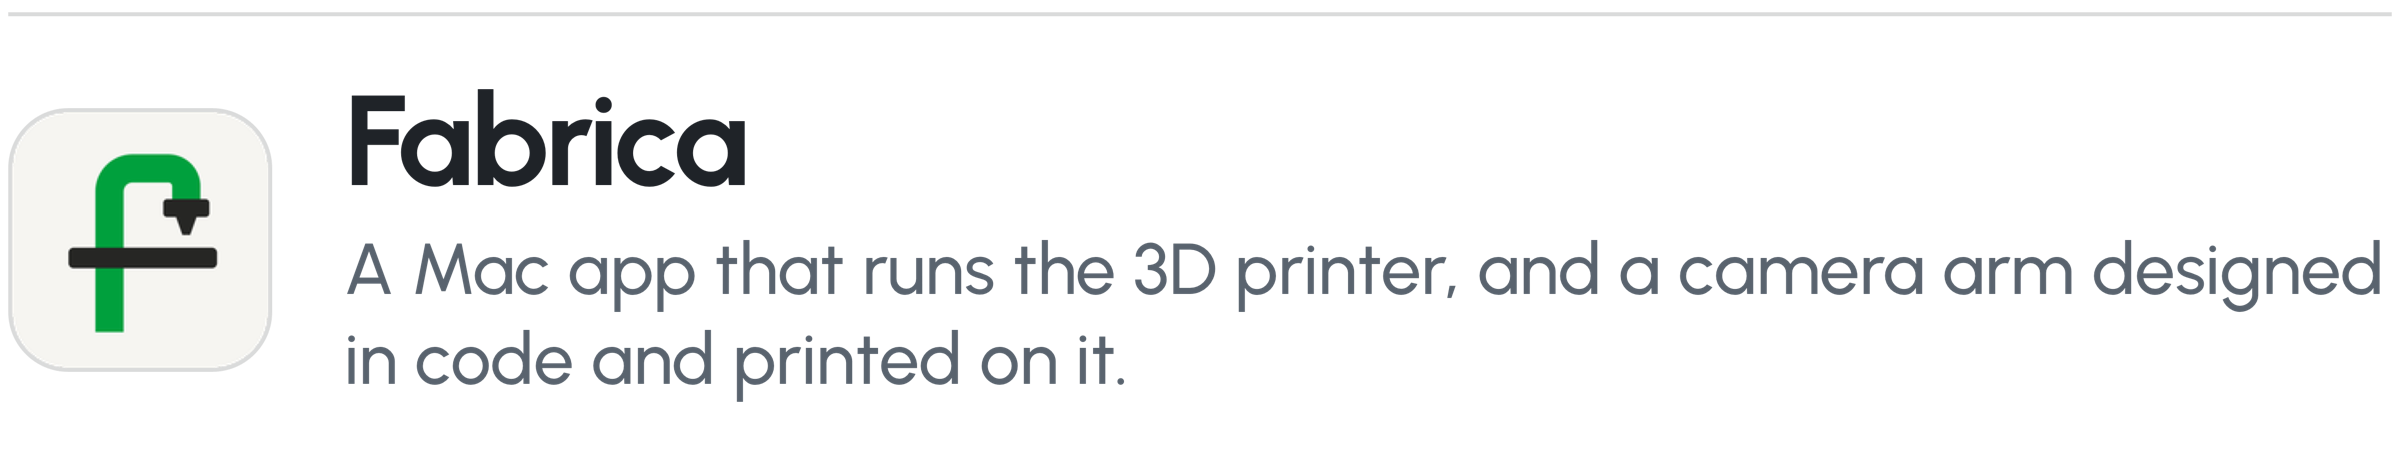 Fabrica
A Mac app that runs the 3D printer, and a camera arm designed
in code and printed on it.